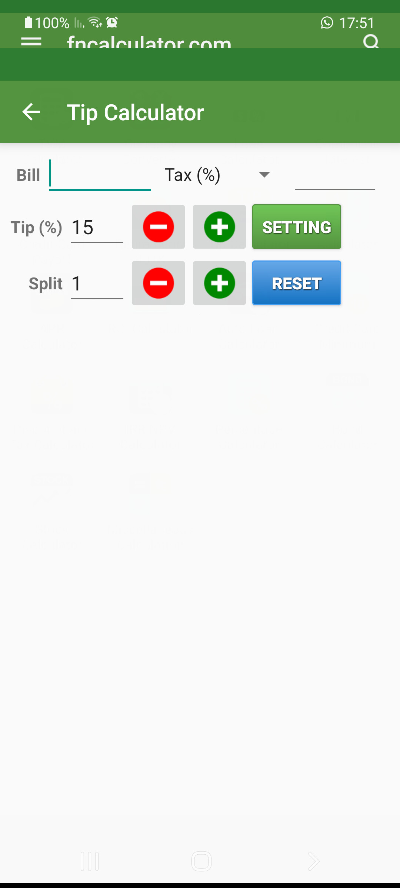 100% 17:51
fncalculator.com
Tip Calculator
Bill Tax (%)
Tip (%) 15 SETTING
Split 1 RESET